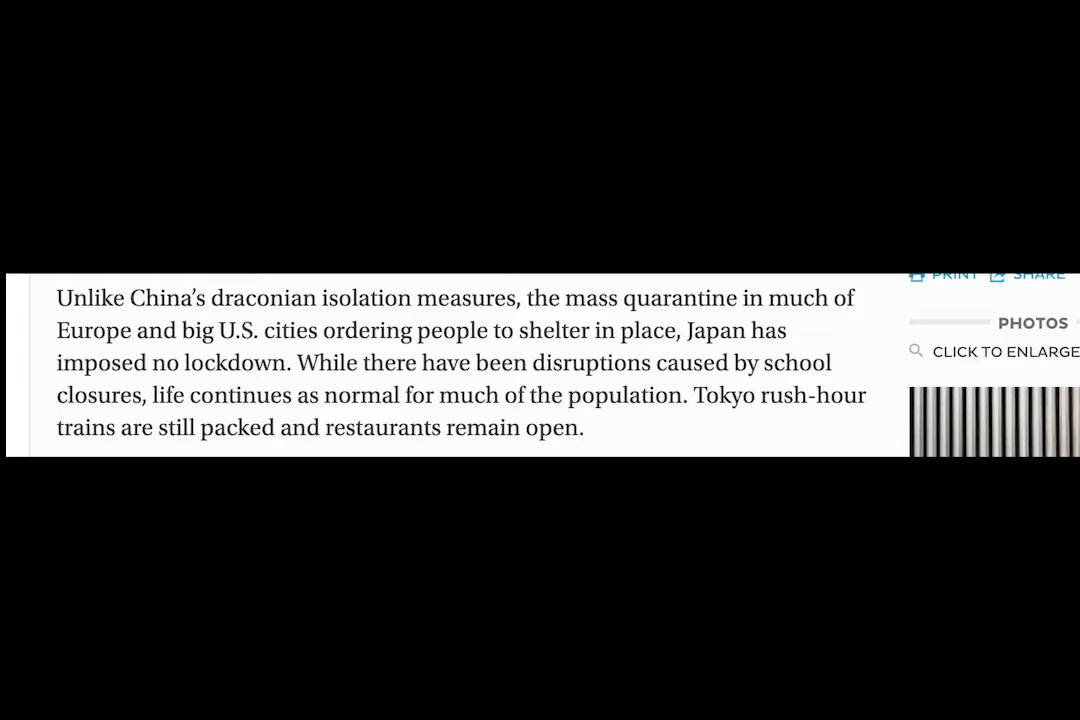 PRINT SHARE
Unlike China’s draconian isolation measures, the mass quarantine in much of
Europe and big U.S. cities ordering people to shelter in place, Japan has
imposed no lockdown. While there have been disruptions caused by school
closures, life continues as normal for much of the population. Tokyo rush-hour
trains are still packed and restaurants remain open.
PHOTOS
CLICK TO ENLARGE